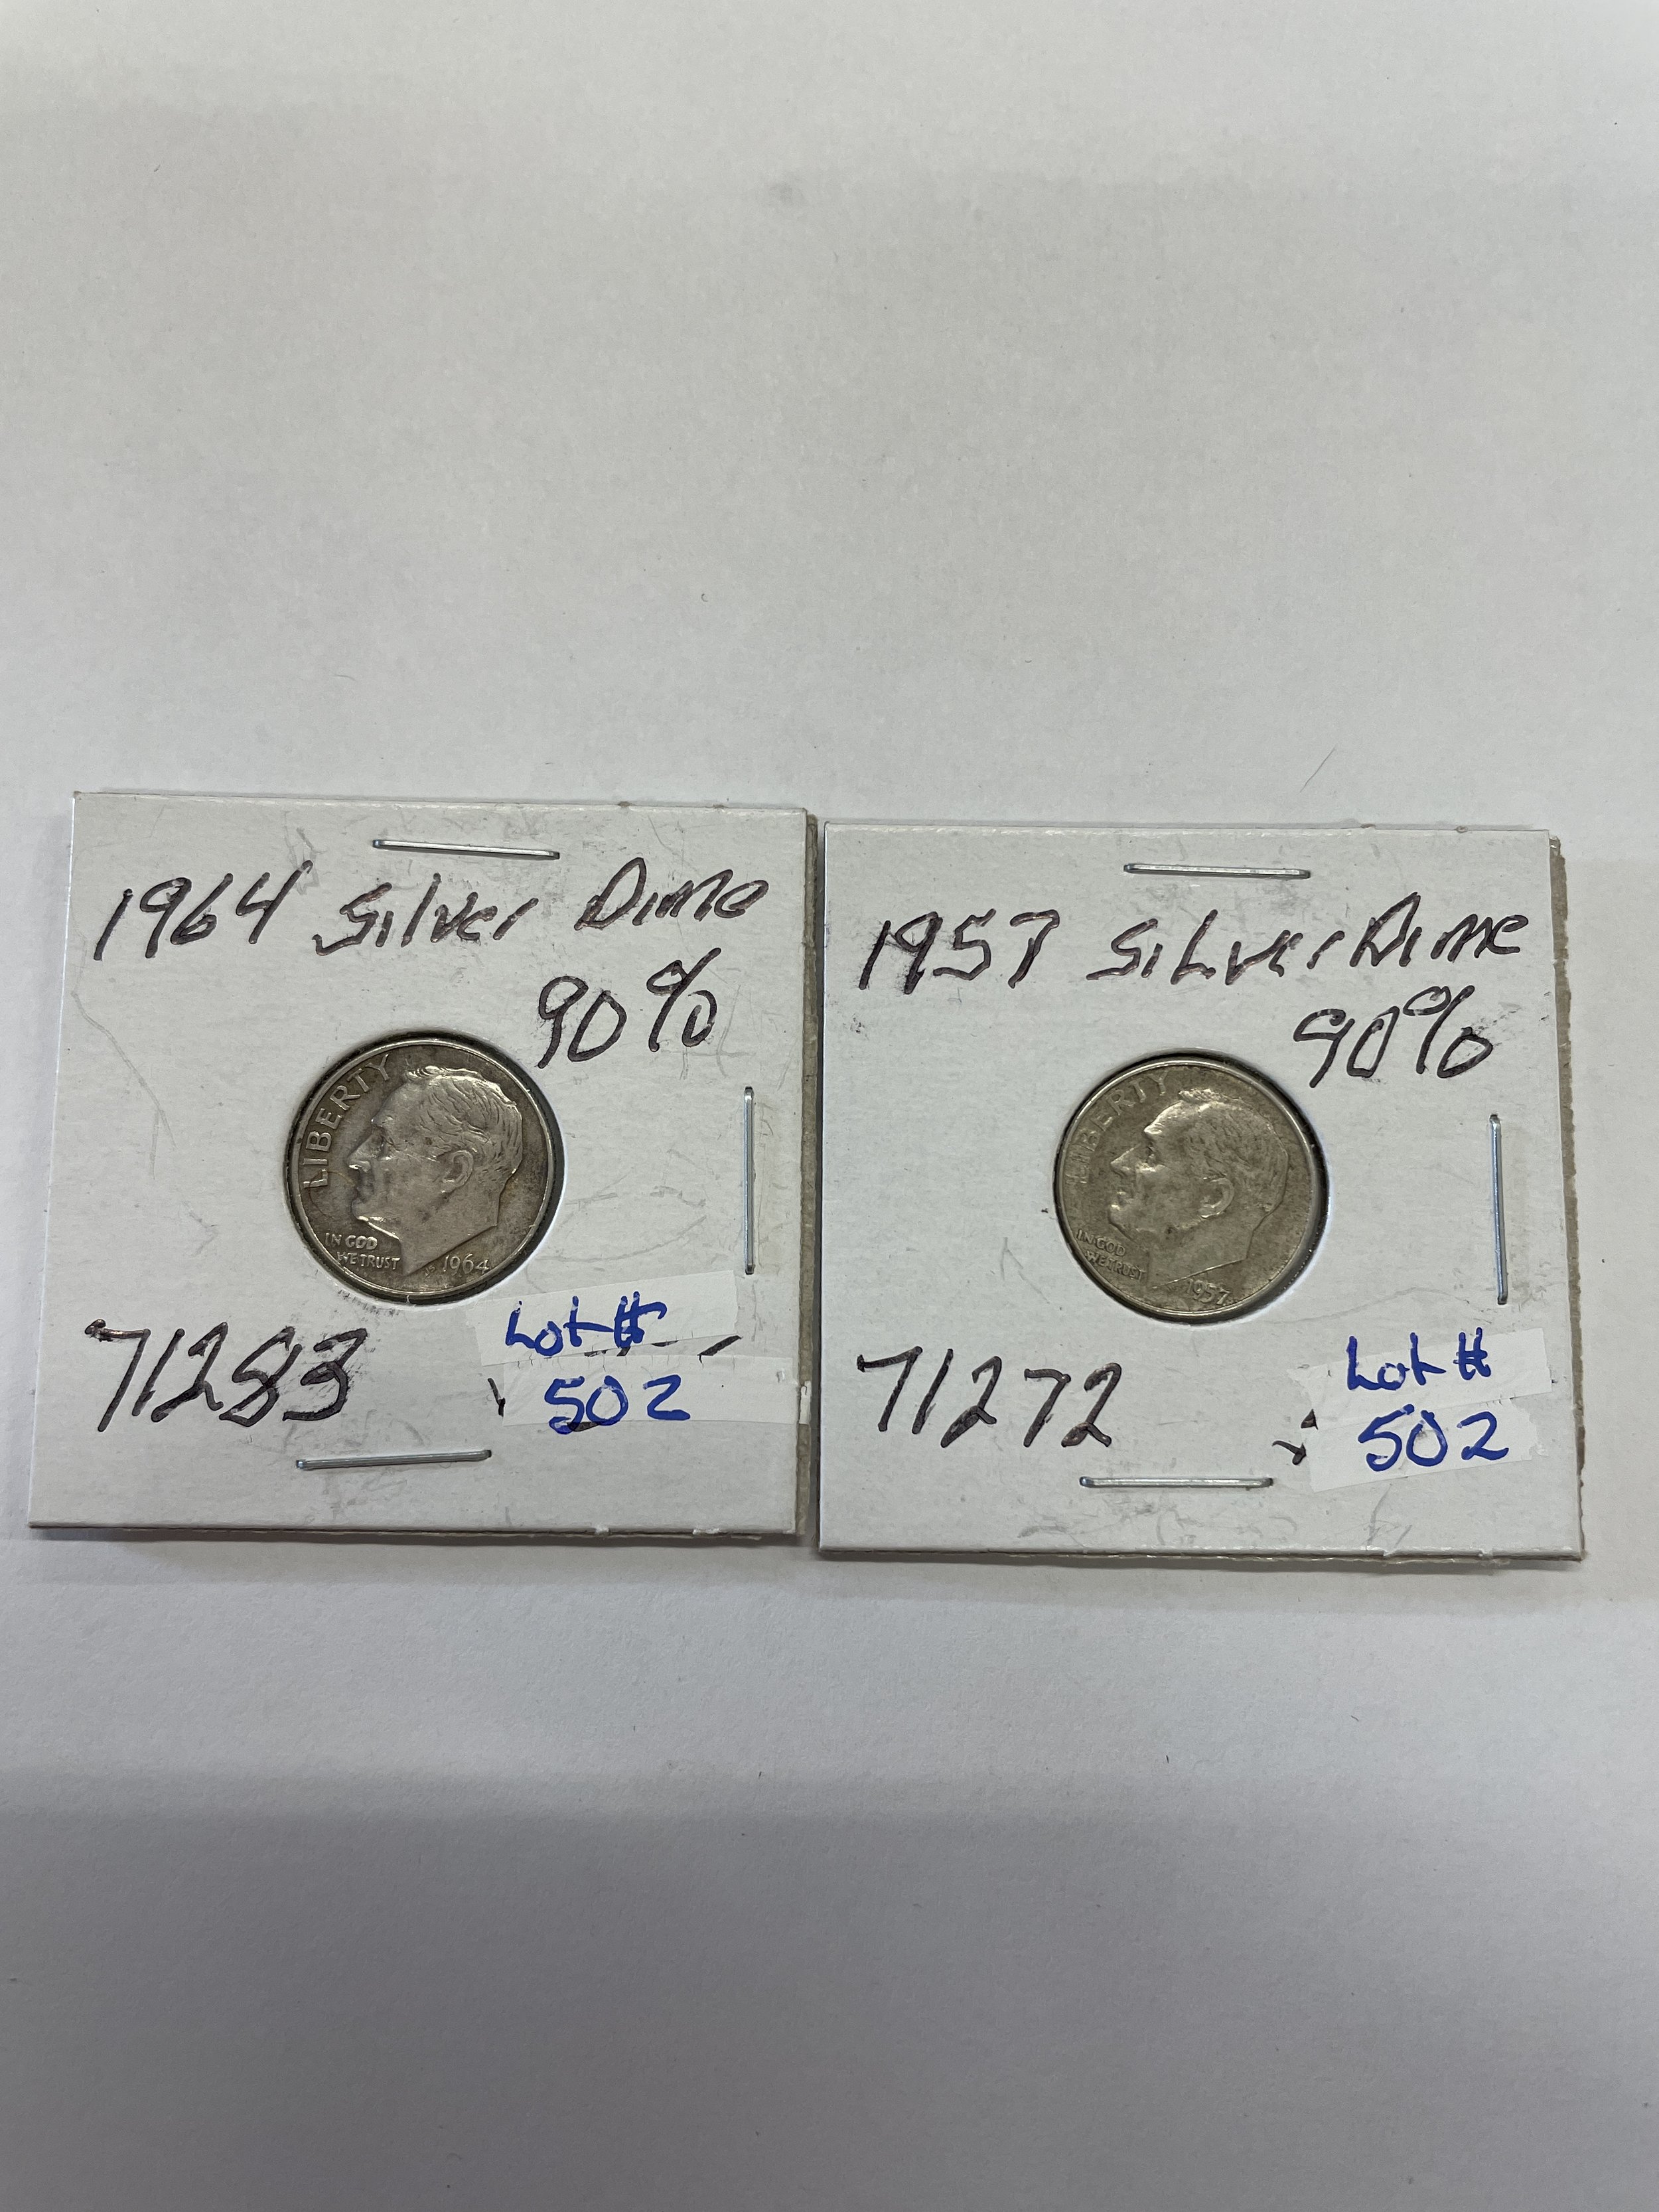 1964 Silver Dime
90%
LIBERTY
IN GOD
WE TRUST
1964
71283
Lot #
502
1957 SiLver Dime
90%
LIBERTY
IN GOD
WE TRUST
1957
71272
Lot #
502